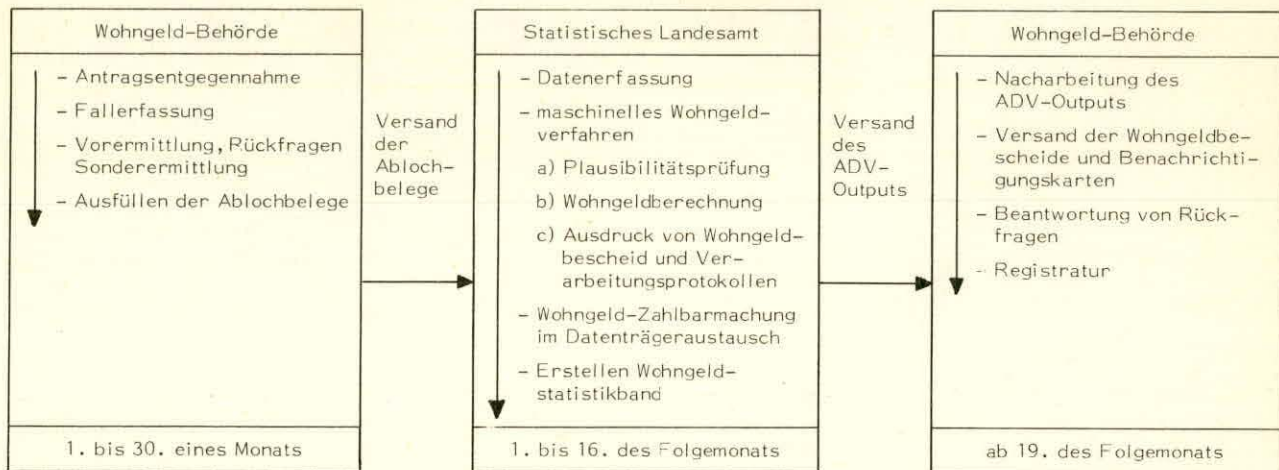 Wohngeld-Behörde
- Antragsentgegennahme
- Fallerfassung
- Vorermittlung, Rückfragen
Sonderermittlung
- Ausfüllen der Ablochbelege
1. bis 30. eines Monats
Versand
der
Abloch-
belege
Statistisches Landesamt
- Datenerfassung
- maschinelles Wohngeld-
verfahren
a) Plausibilitätsprüfung
b) Wohngeldberechnung
c) Ausdruck von Wohngeld-
bescheid und Ver-
arbeitungsprotokollen
- Wohngeld-Zahlbarmachung
im Datenträgeraustausch
- Erstellen Wohngeld-
statistikband
1. bis 16. des Folgemonats
Versand
des
ADV-
Outputs
Wohngeld-Behörde
- Nacharbeitung des
ADV-Outputs
- Versand der Wohngeldbe-
scheide und Benachrichti-
gungskarten
- Beantwortung von Rück-
fragen
- Registratur
ab 19. des Folgemonats